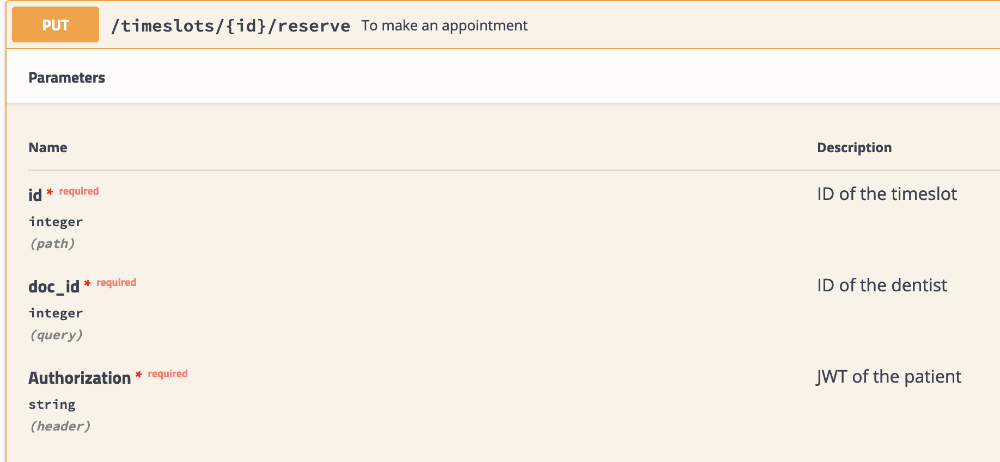 PUT /timeslots/{id}/reserve To make an appointment
Parameters
Name Description
id * required ID of the timeslot
integer
(path)
doc_id * required ID of the dentist
integer
(query)
Authorization * required JWT of the patient
string
(header)